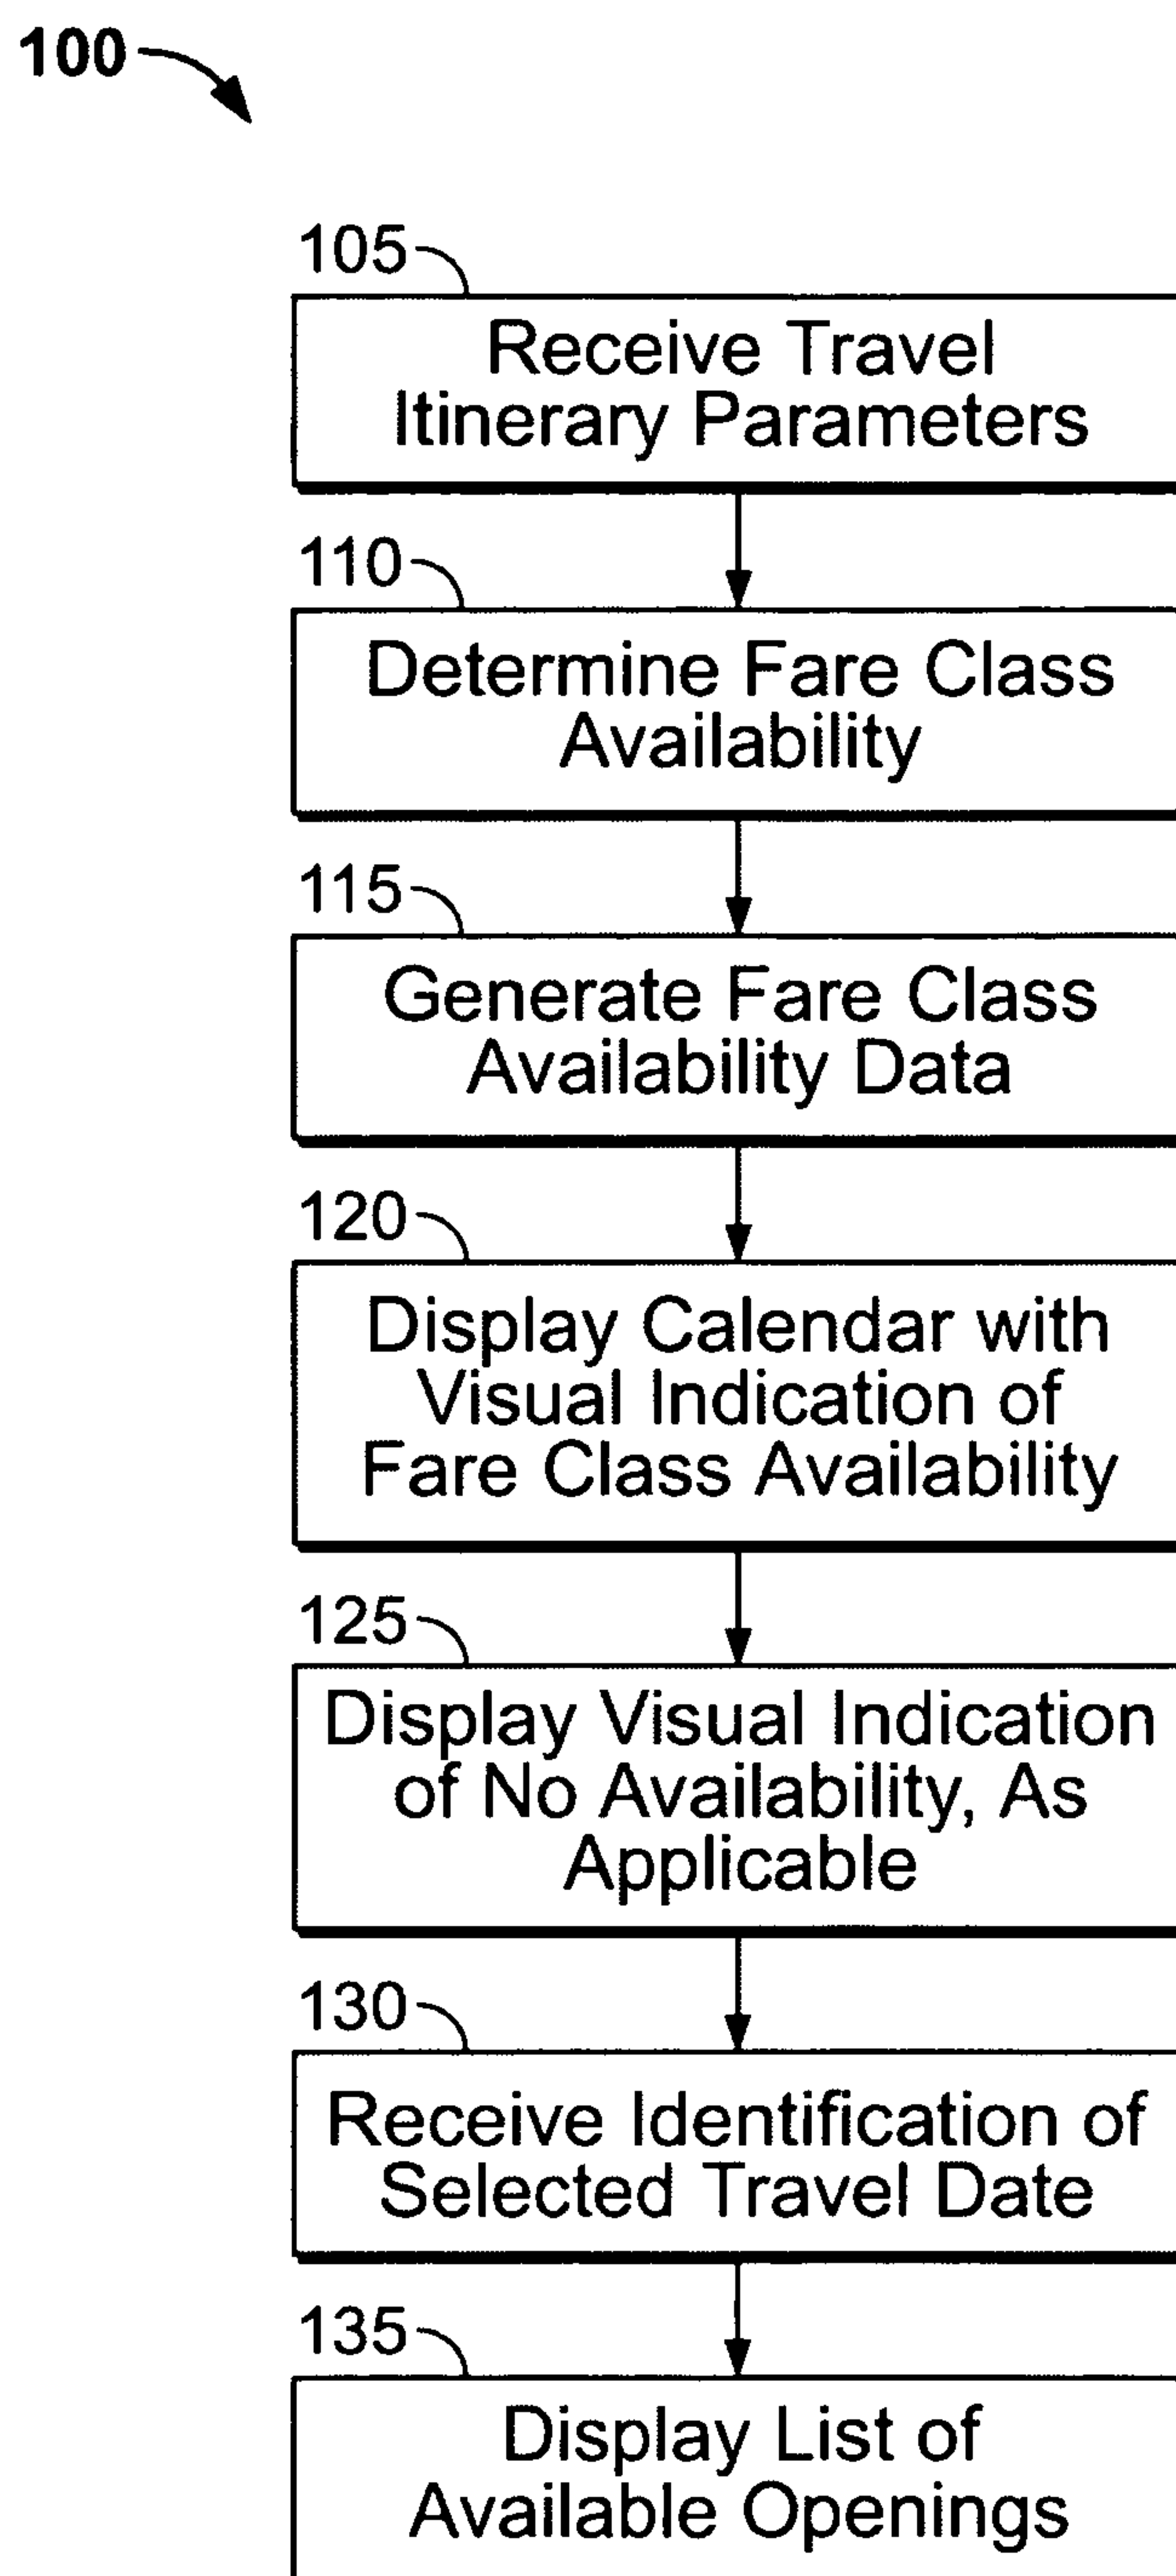 100
105
Receive Travel
Itinerary Parameters
110
Determine Fare Class
Availability
115
Generate Fare Class
Availability Data
120
Display Calendar with
Visual Indication of
Fare Class Availability
125
Display Visual Indication
of No Availability, As
Applicable
130
Receive Identification of
Selected Travel Date
135
Display List of
Available Openings